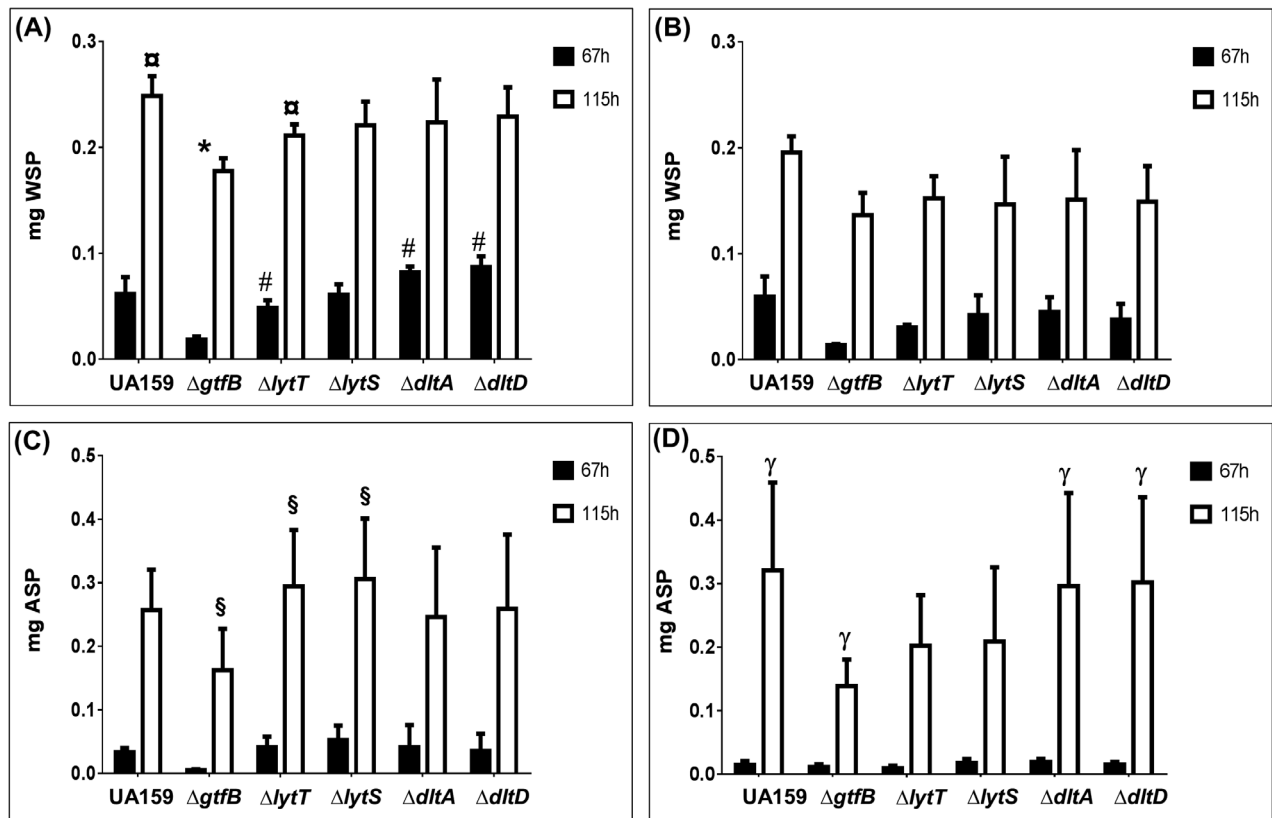 (A)
0.3
0.2
0.1
0.0
mg WSP
¤
*
¤
#
#
#
67h
115h
UA159 ΔgtfB ΔlytT ΔlytS ΔdltA ΔdltD
(B)
0.3
0.2
0.1
0.0
mg WSP
67h
115h
UA159 ΔgtfB ΔlytT ΔlytS ΔdltA ΔdltD
(C)
0.5
0.4
0.3
0.2
0.1
0.0
mg ASP
§
§
§
67h
115h
UA159 ΔgtfB ΔlytT ΔlytS ΔdltA ΔdltD
(D)
0.5
0.4
0.3
0.2
0.1
0.0
mg ASP
γ
γ
γ
γ
67h
115h
UA159 ΔgtfB ΔlytT ΔlytS ΔdltA ΔdltD